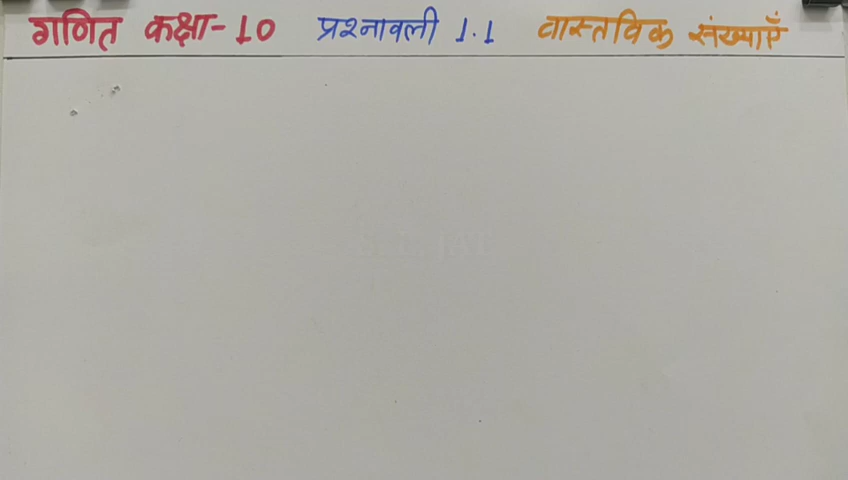 गणित कक्षा-10 प्रश्नावली 1.1 वास्तविक संख्याएँ